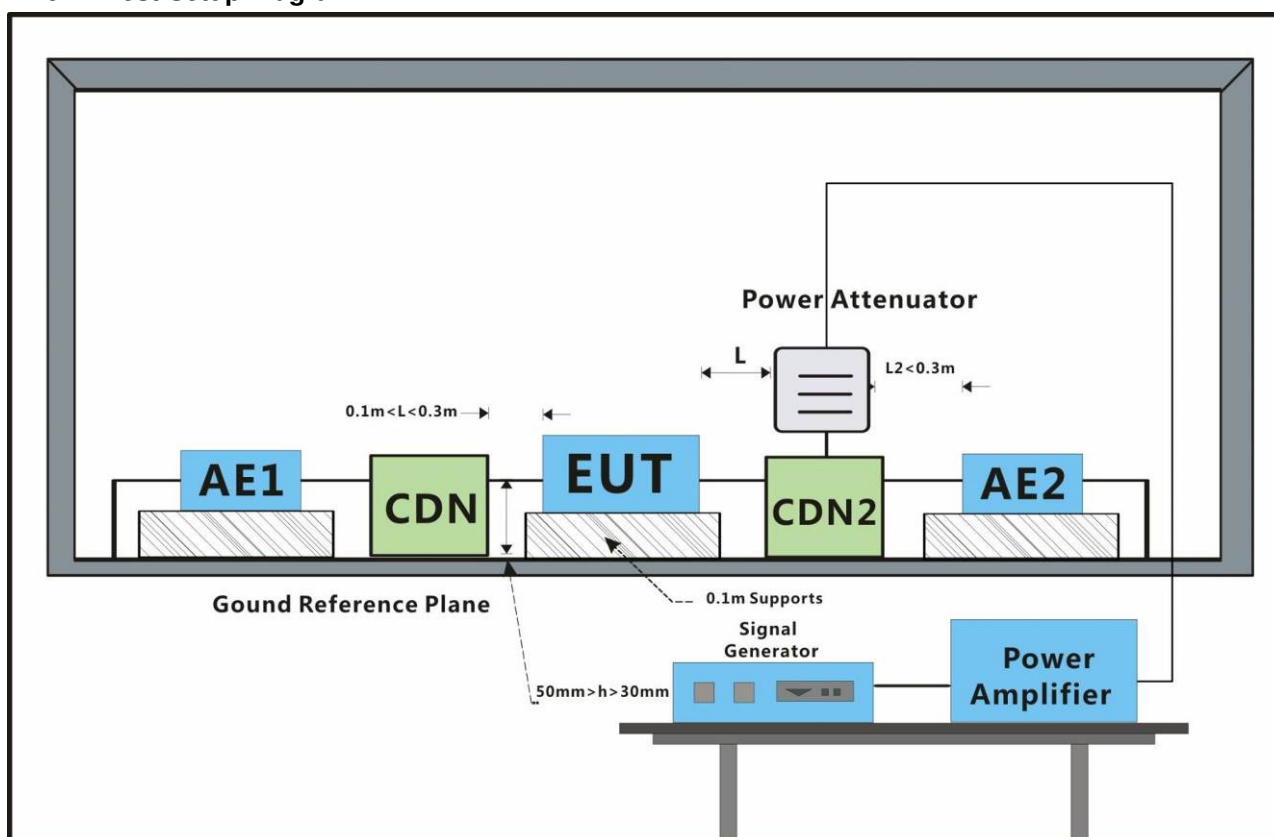 Power Attenuator
L
L2<0.3m
0.1m<L<0.3m
AE1
CDN
EUT
CDN2
AE2
Gound Reference Plane
0.1m Supports
Signal
Generator
Power
Amplifier
50mm>h>30mm